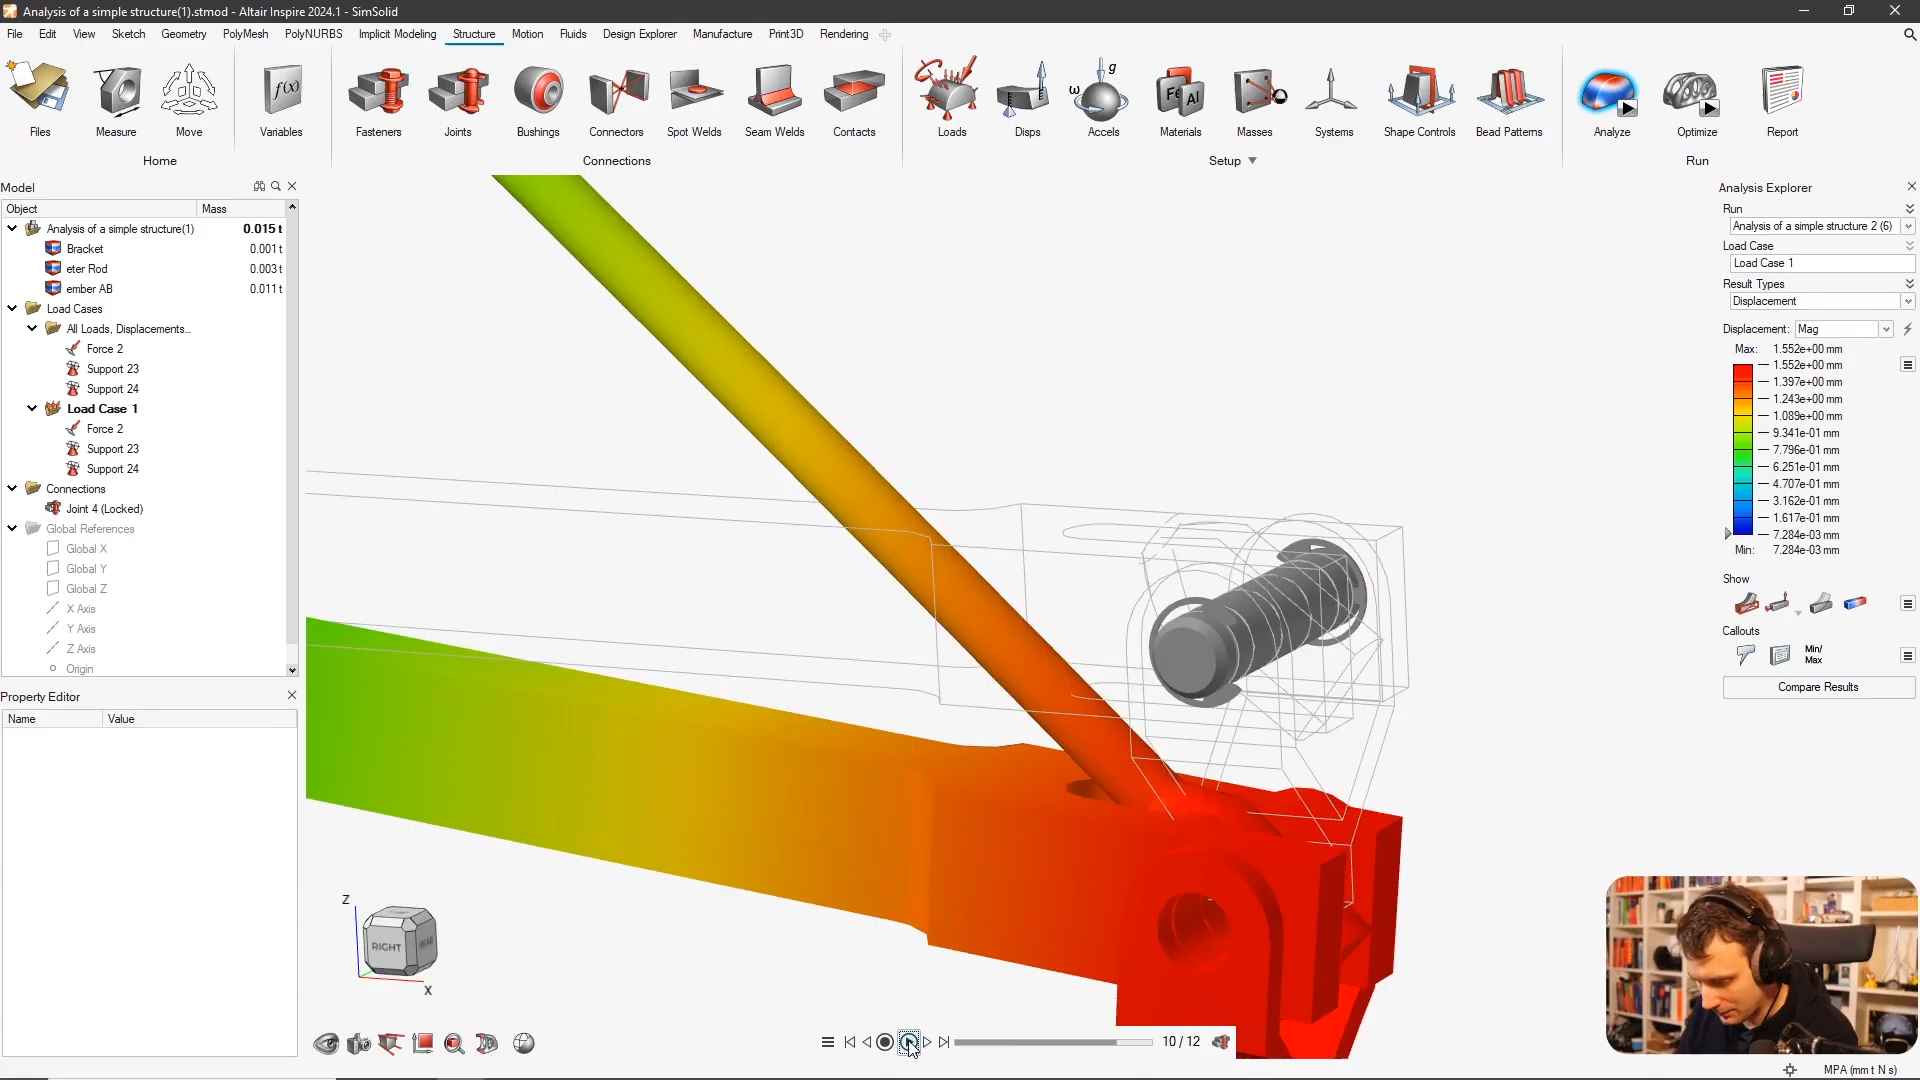 Analysis of a simple structure(1).stmod - Altair Inspire 2024.1 - SimSolid
File Edit View Sketch Geometry PolyMesh PolyNURBS Implicit Modeling Structure Motion Fluids Design Explorer Manufacture Print3D Rendering
f(x) Fe Al ω g
Files Measure Move Variables Fasteners Joints Bushings Connectors Spot Welds Seam Welds Contacts Loads Disps Accels Materials Masses Systems Shape Controls Bead Patterns Analyze Optimize Report
Home Connections Setup Run
Model
Object Mass
Analysis of a simple structure(1) 0.015 t
Bracket 0.001 t
eter Rod 0.003 t
ember AB 0.011 t
Load Cases
All Loads, Displacements...
Force 2
Support 23
Support 24
Load Case 1
Force 2
Support 23
Support 24
Connections
Joint 4 (Locked)
Global References
Global X
Global Y
Global Z
X Axis
Y Axis
Z Axis
Origin
Property Editor
Name Value
Z
RIGHT REAR
X
10 / 12
Analysis Explorer
Run
Analysis of a simple structure 2 (6)
Load Case
Load Case 1
Result Types
Displacement
Displacement: Mag
Max: 1.552e+00 mm
1.552e+00 mm
1.397e+00 mm
1.243e+00 mm
1.089e+00 mm
9.341e-01 mm
7.796e-01 mm
6.251e-01 mm
4.707e-01 mm
3.162e-01 mm
1.617e-01 mm
7.284e-03 mm
Min: 7.284e-03 mm
Show
Callouts
Min/
Max
Compare Results
MPA (mm t N s)